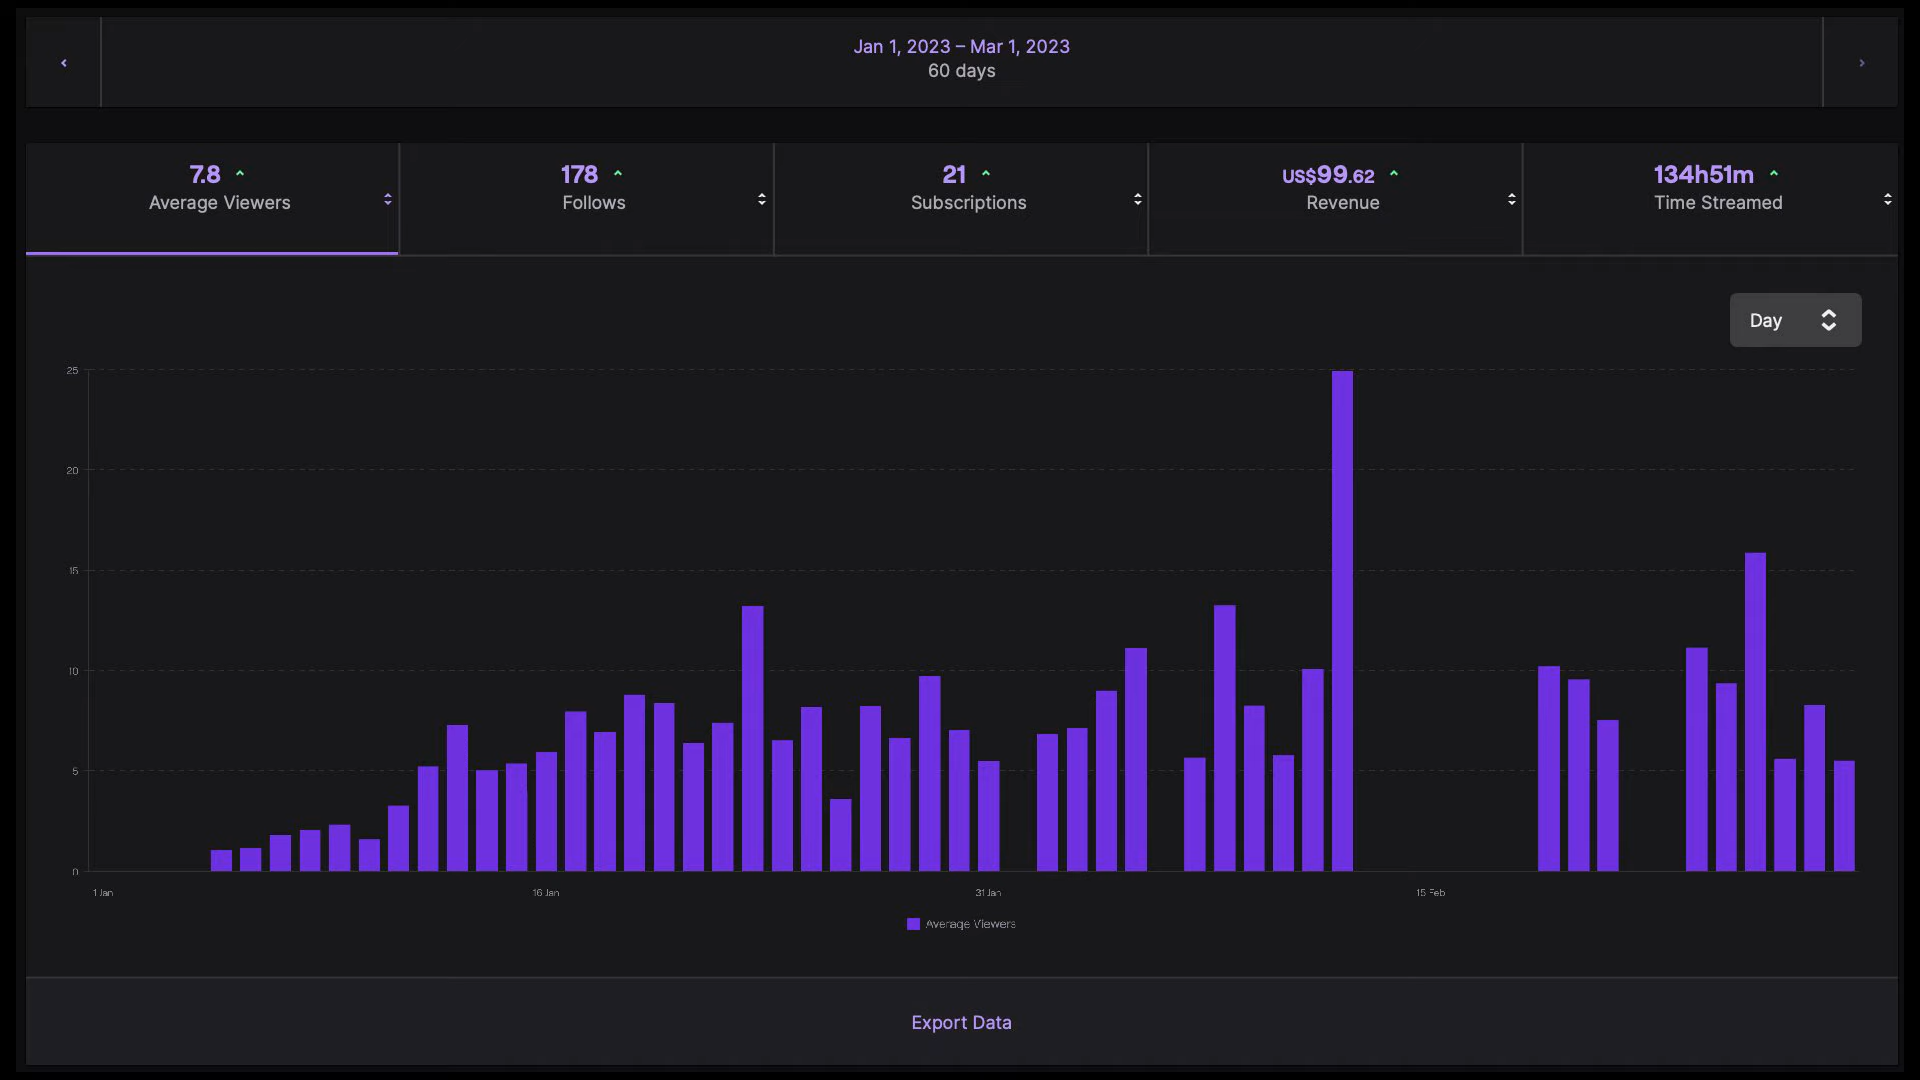 Jan 1, 2023 – Mar 1, 2023
60 days
7.8
Average Viewers
178
Follows
21
Subscriptions
US$99.62
Revenue
134h51m
Time Streamed
Day
25
20
15
10
5
0
1 Jan
16 Jan
31 Jan
15 Feb
Average Viewers
Export Data